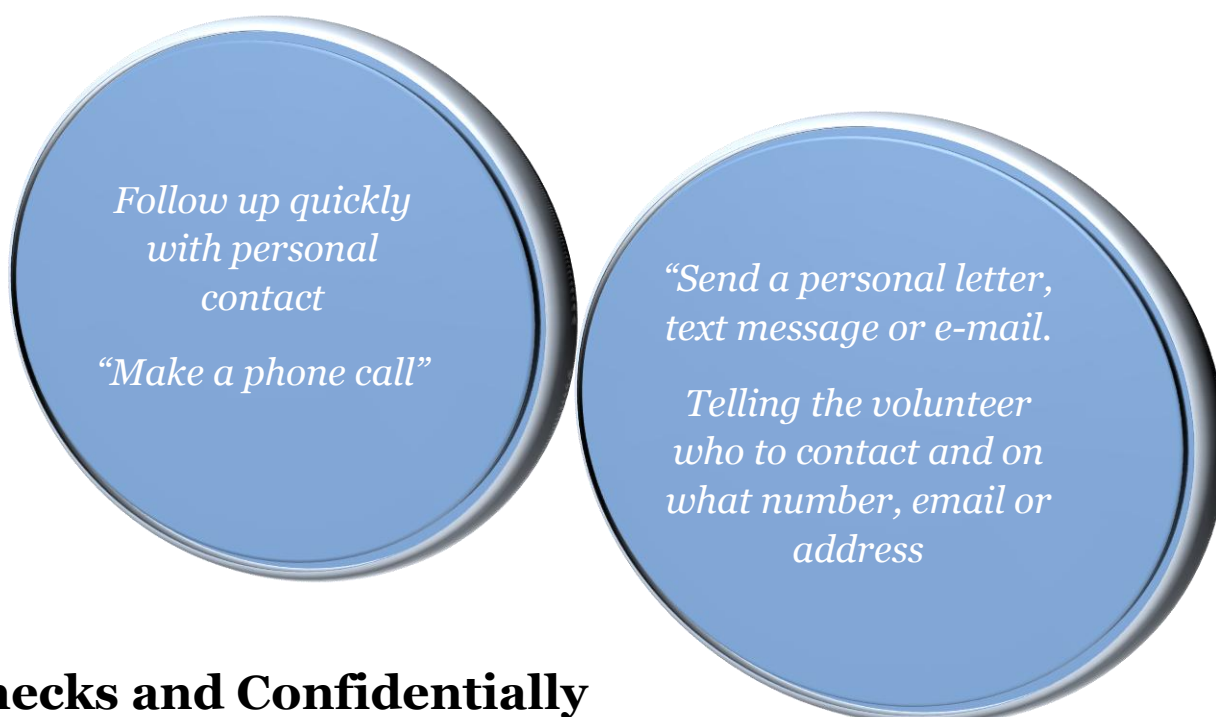 Follow up quickly
with personal
contact
“Make a phone call”
“Send a personal letter,
text message or e-mail.
Telling the volunteer
who to contact and on
what number, email or
address
and Confidentially